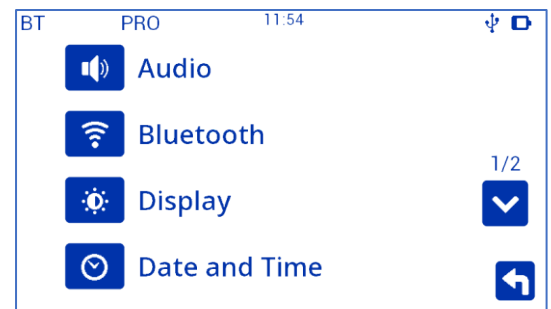 BT PRO 11:54
Audio
Bluetooth
1/2
Display
Date and Time